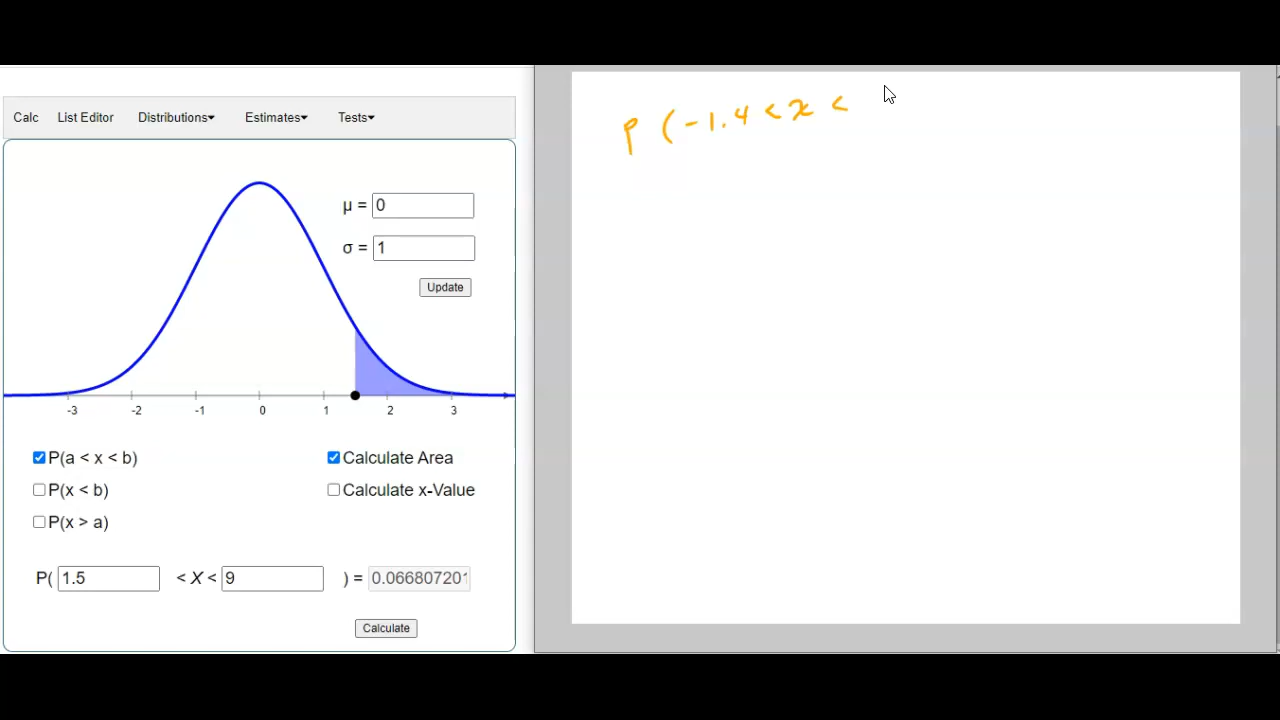 Calc List Editor Distributions▾ Estimates▾ Tests▾
P (-1.4 < x <
μ = 0
σ = 1
Update
-3 -2 -1 0 1 2 3
P(a < x < b) Calculate Area
P(x < b) Calculate x-Value
P(x > a)
P( 1.5 < X < 9 ) = 0.066807201
Calculate